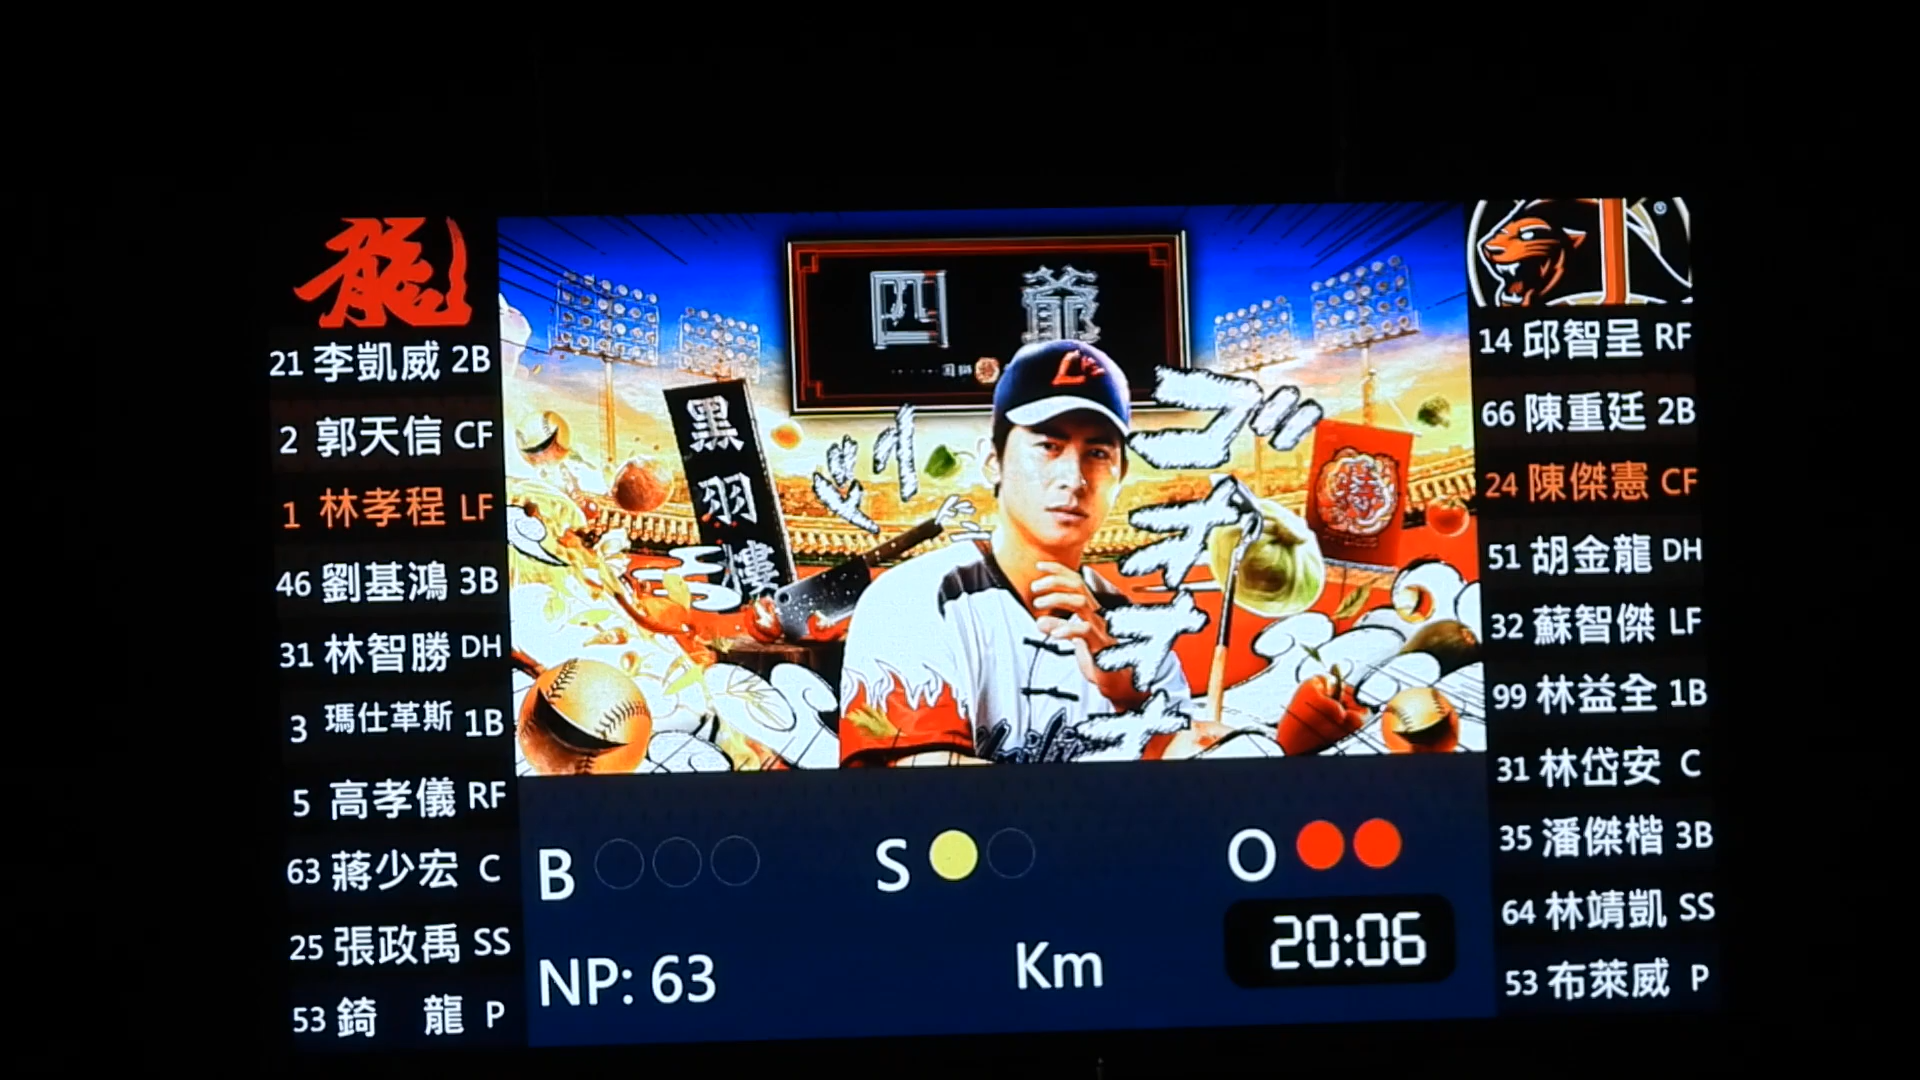 龍
21 李凱威 2B
2 郭天信 CF
1 林孝程 LF
46 劉基鴻 3B
31 林智勝 DH
3 瑪仕革斯 1B
5 高孝儀 RF
63 蔣少宏 C
25 張政禹 SS
53 錡 龍 P
四爺
黑羽樓
L
ゴオオオ
特
B
S
O
NP: 63
Km
20:06
14 邱智呈 RF
66 陳重廷 2B
24 陳傑憲 CF
51 胡金龍 DH
32 蘇智傑 LF
99 林益全 1B
31 林岱安 C
35 潘傑楷 3B
64 林靖凱 SS
53 布萊威 P